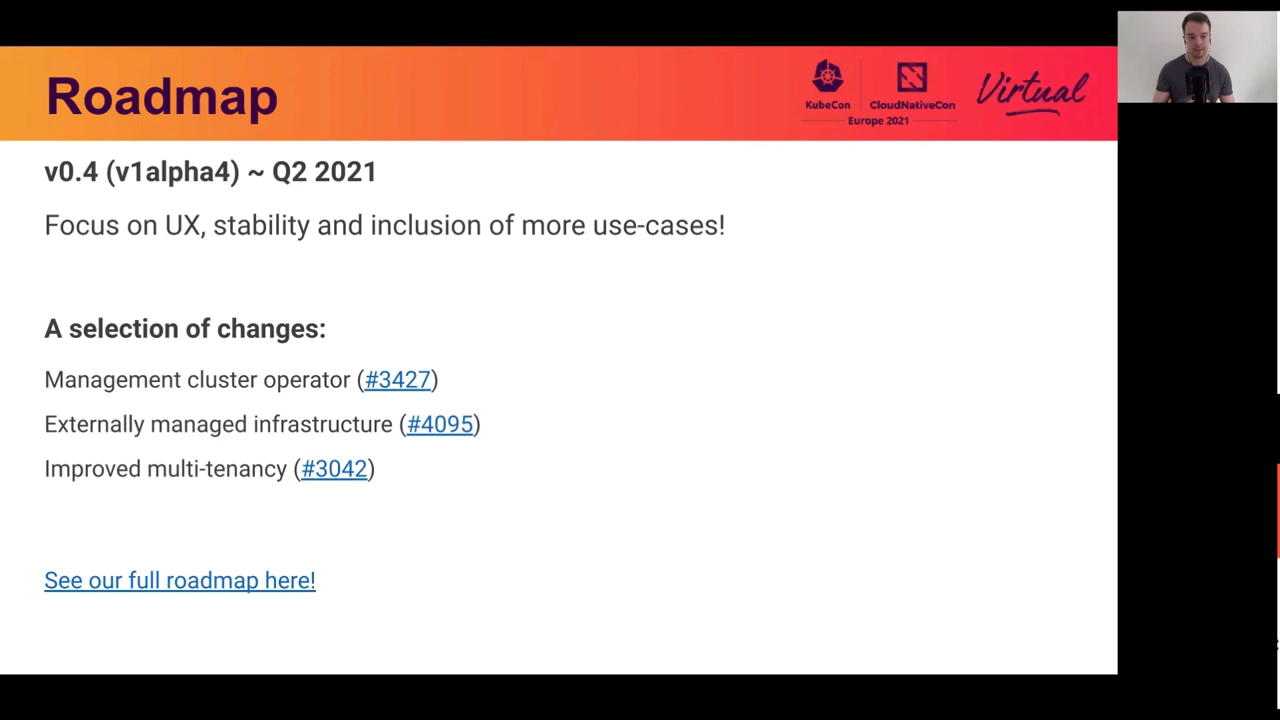 Roadmap
KubeCon
CloudNativeCon
Europe 2021
Virtual
v0.4 (v1alpha4) ~ Q2 2021
Focus on UX, stability and inclusion of more use-cases!
A selection of changes:
Management cluster operator (#3427)
Externally managed infrastructure (#4095)
Improved multi-tenancy (#3042)
See our full roadmap here!